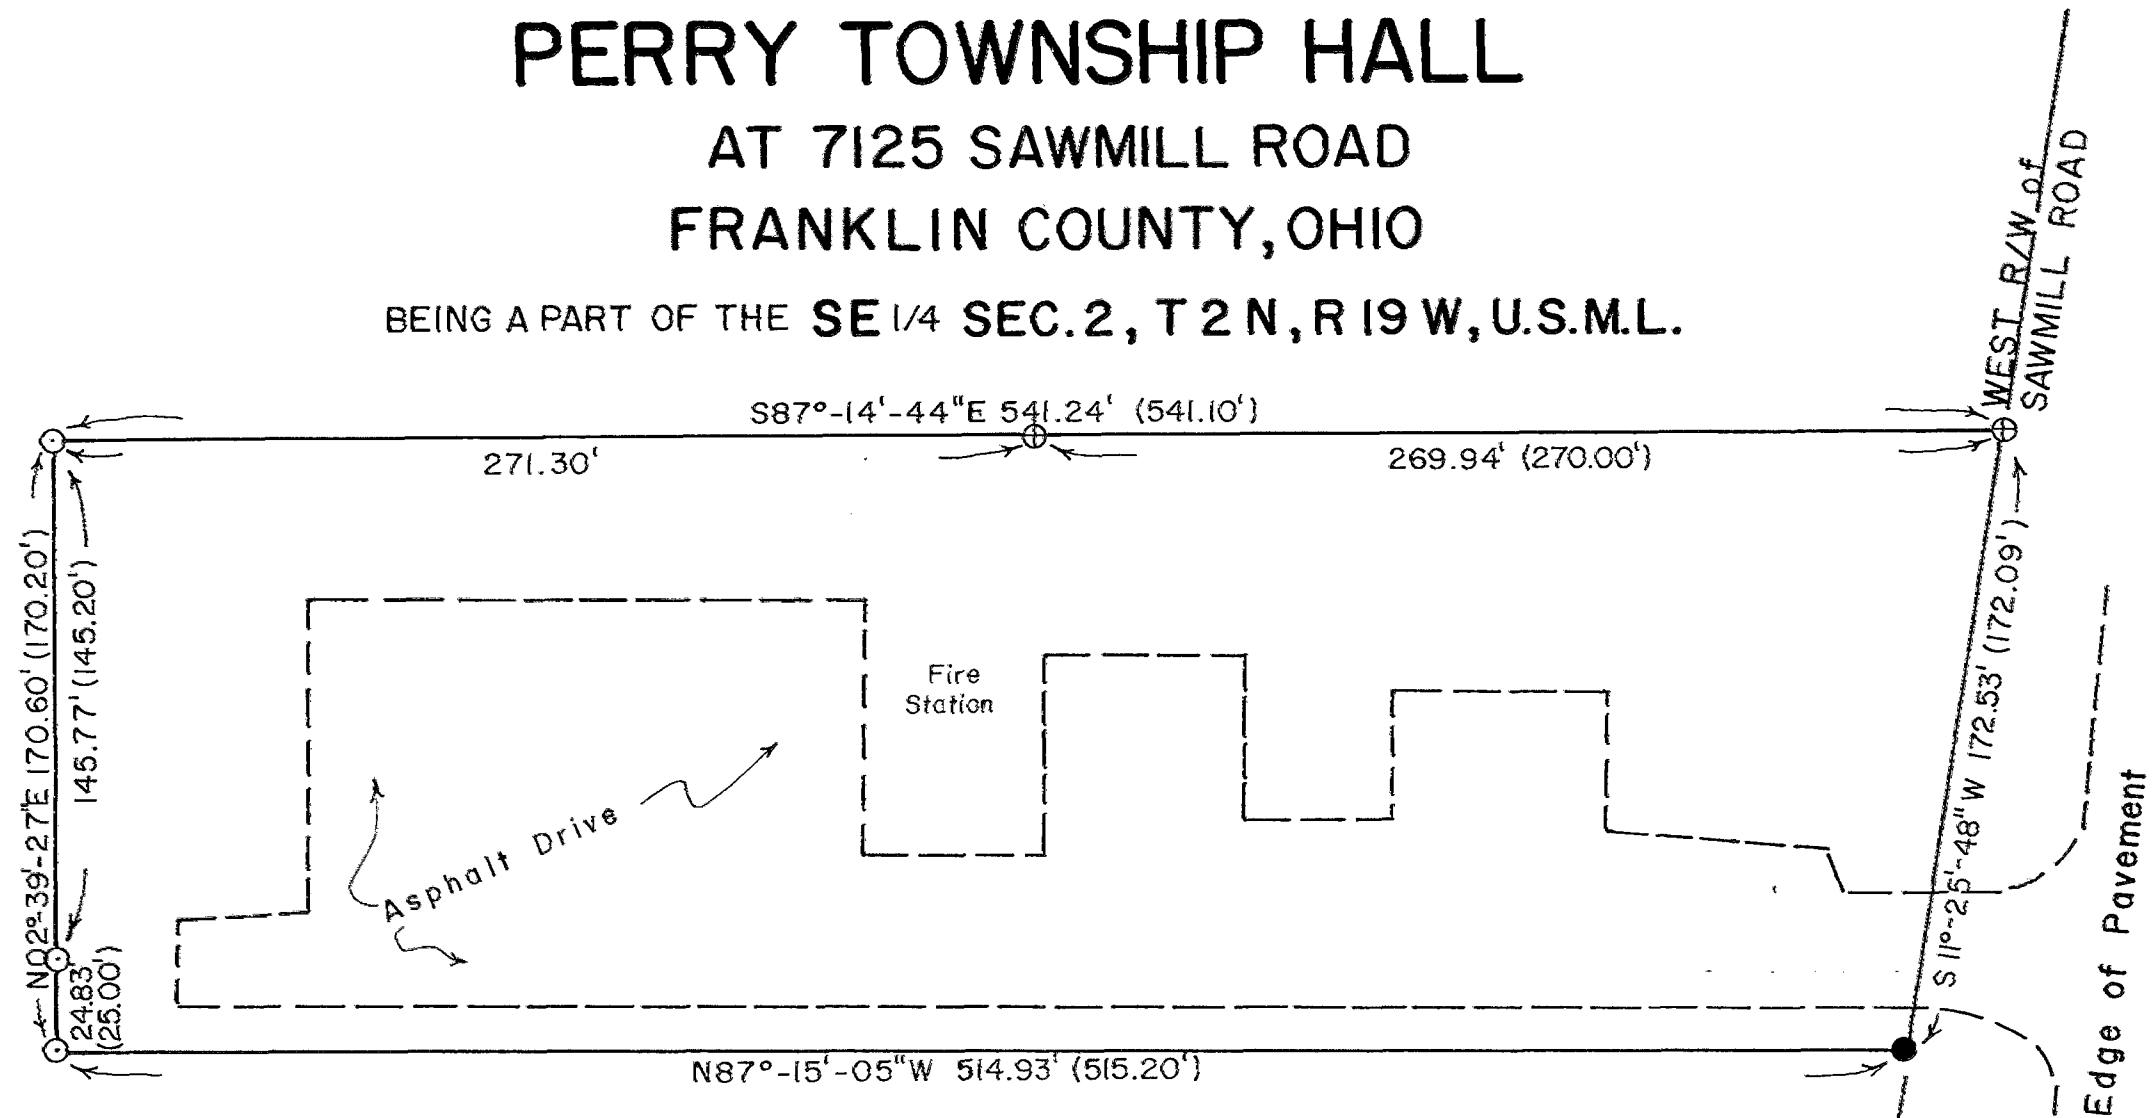 PERRY TOWNSHIP HALL
AT 7125 SAWMILL ROAD
FRANKLIN COUNTY, OHIO
BEING A PART OF THE SE 1/4 SEC. 2, T 2 N, R 19 W, U.S.M.L.
WEST R/W of
SAWMILL ROAD
S87°-14'-44"E 541.24' (541.10')
271.30'
269.94' (270.00')
N02°-39'-27"E 170.60' (170.20')
145.77' (145.20')
24.83'
(25.00')
Fire
Station
Asphalt Drive
S11°-25'-48"W 172.53' (172.09')
Edge of Pavement
N87°-15'-05"W 514.93' (515.20')